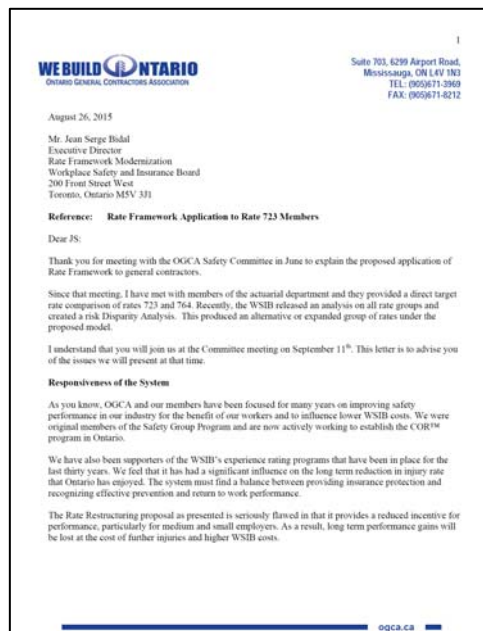 1
WE BUILD ONTARIO
ONTARIO GENERAL CONTRACTORS ASSOCIATION
Suite 703, 6299 Airport Road,
Mississauga, ON L4V 1N3
TEL: (905)671-3969
FAX: (905)671-8212
August 26, 2015
Mr. Jean Serge Bidal
Executive Director
Rate Framework Modernization
Workplace Safety and Insurance Board
200 Front Street West
Toronto, Ontario M5V 3J1
Reference: Rate Framework Application to Rate 723 Members
Dear JS:
Thank you for meeting with the OGCA Safety Committee in June to explain the proposed application of
Rate Framework to general contractors.
Since that meeting, I have met with members of the actuarial department and they provided a direct target
rate comparison of rates 723 and 764. Recently, the WSIB released an analysis on all rate groups and
created a risk Disparity Analysis. This produced an alternative or expanded group of rates under the
proposed model.
I understand that you will join us at the Committee meeting on September 11th. This letter is to advise you
of the issues we will present at that time.
Responsiveness of the System
As you know, OGCA and our members have been focused for many years on improving safety
performance in our industry for the benefit of our workers and to influence lower WSIB costs. We were
original members of the Safety Group Program and are now actively working to establish the COR™
program in Ontario.
We have also been supporters of the WSIB's experience rating programs that have been in place for the
last thirty years. We feel that it has had a significant influence on the long term reduction in injury rate
that Ontario has enjoyed. The system must find a balance between providing insurance protection and
recognizing effective prevention and return to work performance.
The Rate Restructuring proposal as presented is seriously flawed in that it provides a reduced incentive for
performance, particularly for medium and small employers. As a result, long term performance gains will
be lost at the cost of further injuries and higher WSIB costs.
ogca.ca